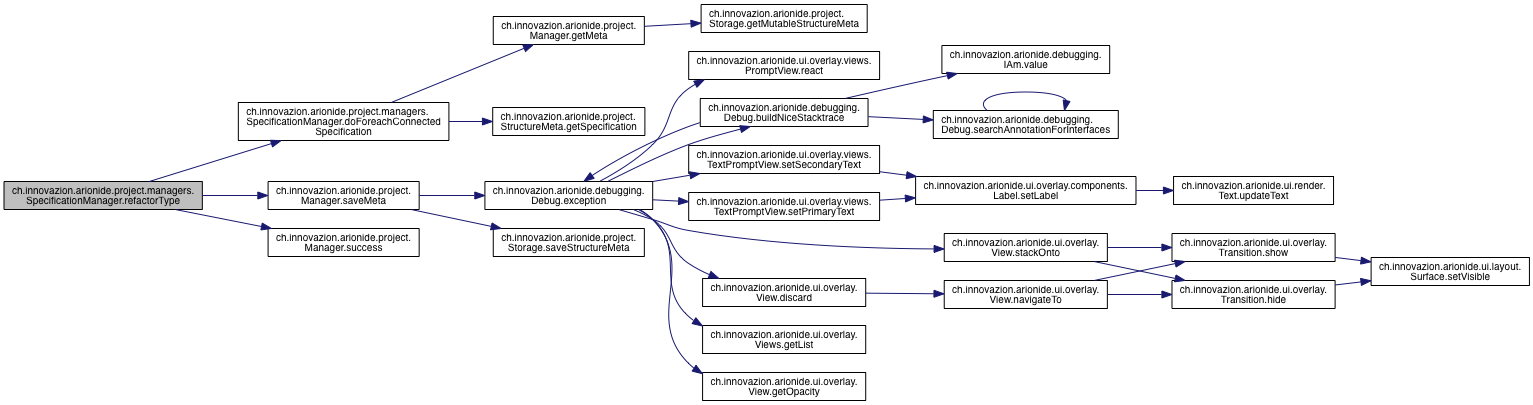 ch.innovazion.arionide.project.managers.
SpecificationManager.refactorType
ch.innovazion.arionide.project.managers.
SpecificationManager.doForeachConnected
Specification
ch.innovazion.arionide.project.
Manager.saveMeta
ch.innovazion.arionide.project.
Manager.success
ch.innovazion.arionide.project.
Manager.getMeta
ch.innovazion.arionide.project.
StructureMeta.getSpecification
ch.innovazion.arionide.debugging.
Debug.exception
ch.innovazion.arionide.project.
Storage.saveStructureMeta
ch.innovazion.arionide.project.
Storage.getMutableStructureMeta
ch.innovazion.arionide.ui.overlay.views.
PromptView.react
ch.innovazion.arionide.debugging.
Debug.buildNiceStacktrace
ch.innovazion.arionide.ui.overlay.views.
TextPromptView.setSecondaryText
ch.innovazion.arionide.ui.overlay.views.
TextPromptView.setPrimaryText
ch.innovazion.arionide.ui.overlay.
View.discard
ch.innovazion.arionide.ui.overlay.
Views.getList
ch.innovazion.arionide.ui.overlay.
View.getOpacity
ch.innovazion.arionide.debugging.
IAm.value
ch.innovazion.arionide.debugging.
Debug.searchAnnotationForInterfaces
ch.innovazion.arionide.ui.overlay.components.
Label.setLabel
ch.innovazion.arionide.ui.overlay.
View.stackOnto
ch.innovazion.arionide.ui.overlay.
View.navigateTo
ch.innovazion.arionide.ui.render.
Text.updateText
ch.innovazion.arionide.ui.overlay.
Transition.show
ch.innovazion.arionide.ui.overlay.
Transition.hide
ch.innovazion.arionide.ui.layout.
Surface.setVisible